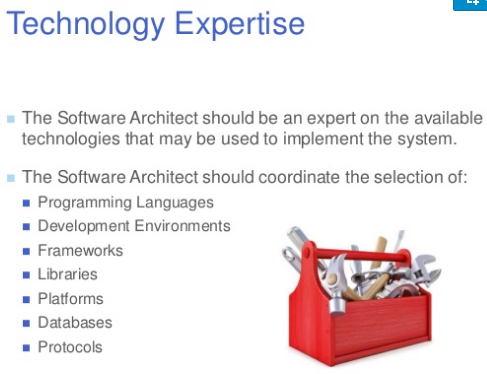 Technology Expertise
The Software Architect should be an expert on the available
technologies that may be used to implement the system.
The Software Architect should coordinate the selection of:
Programming Languages
Development Environments
Frameworks
Libraries
Platforms
Databases
Protocols